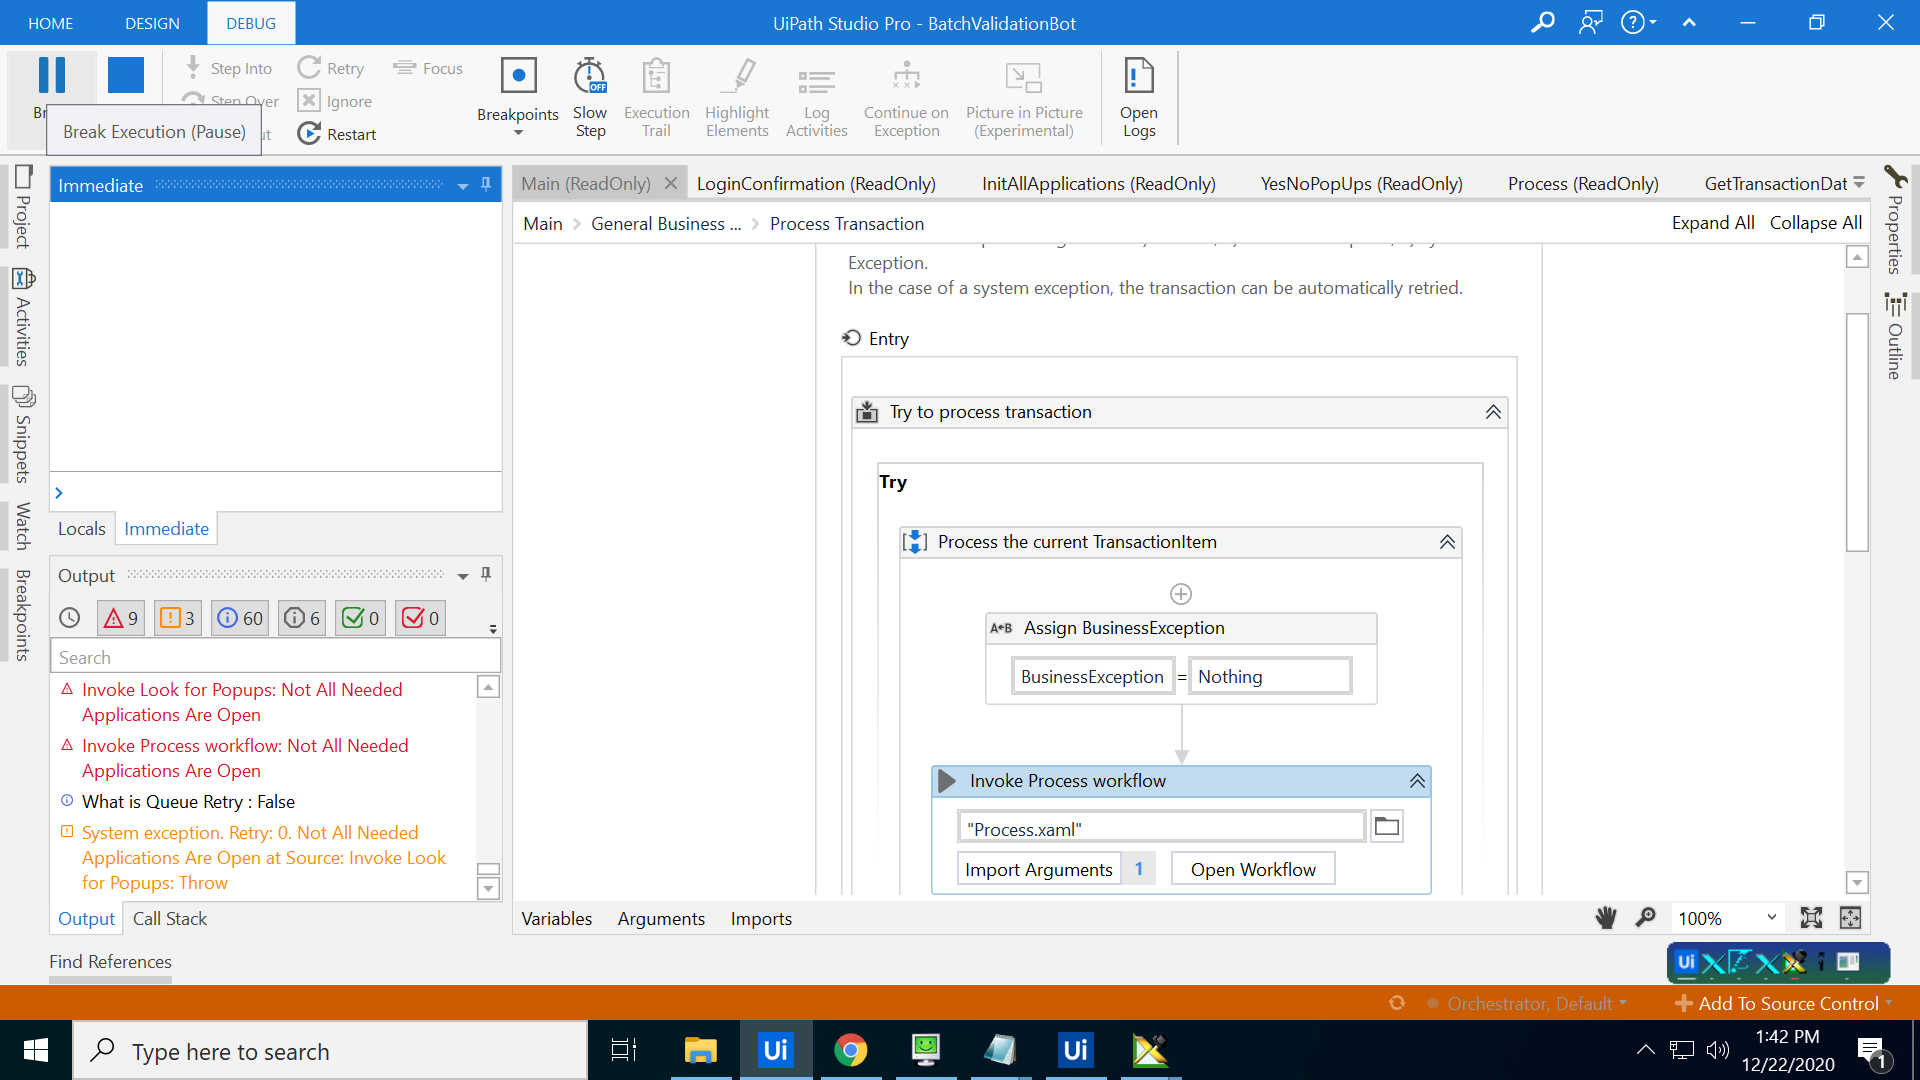 HOME DESIGN DEBUG UiPath Studio Pro - BatchValidationBot
Step Into Retry Focus
Step Over Ignore
Restart
Break Execution (Pause)
Breakpoints
Slow
Step
Execution
Trail
Highlight
Elements
Log
Activities
Continue on
Exception
Picture in Picture
(Experimental)
Open
Logs
Project
Activities
Snippets
Watch
Breakpoints
Immediate
Locals Immediate
Output
9 3 60 6 0 0
Search
Invoke Look for Popups: Not All Needed
Applications Are Open
Invoke Process workflow: Not All Needed
Applications Are Open
What is Queue Retry : False
System exception. Retry: 0. Not All Needed
Applications Are Open at Source: Invoke Look
for Popups: Throw
Output Call Stack
Find References
Main (ReadOnly) LoginConfirmation (ReadOnly) InitAllApplications (ReadOnly) YesNoPopUps (ReadOnly) Process (ReadOnly) GetTransactionDat
Main > General Business ... > Process Transaction Expand All Collapse All
Exception.
In the case of a system exception, the transaction can be automatically retried.
Entry
Try to process transaction
Try
Process the current TransactionItem
A←B Assign BusinessException
BusinessException = Nothing
Invoke Process workflow
"Process.xaml"
Import Arguments 1 Open Workflow
Variables Arguments Imports 100%
Properties
Outline
Ui
Orchestrator, Default Add To Source Control
Type here to search
Ui
Ui
1:42 PM
12/22/2020
1